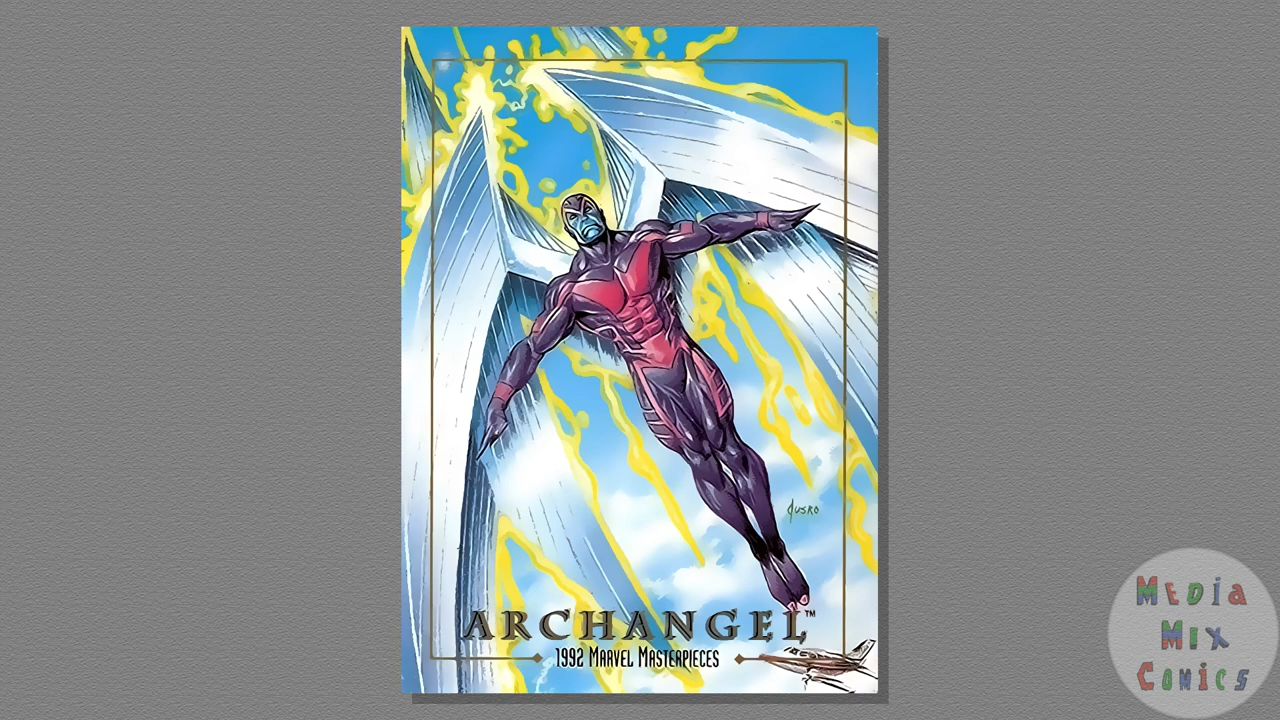 Jusko
ARCHANGEL™
1992 MARVEL MASTERPIECES
MEDiA
MiX
COMiCS